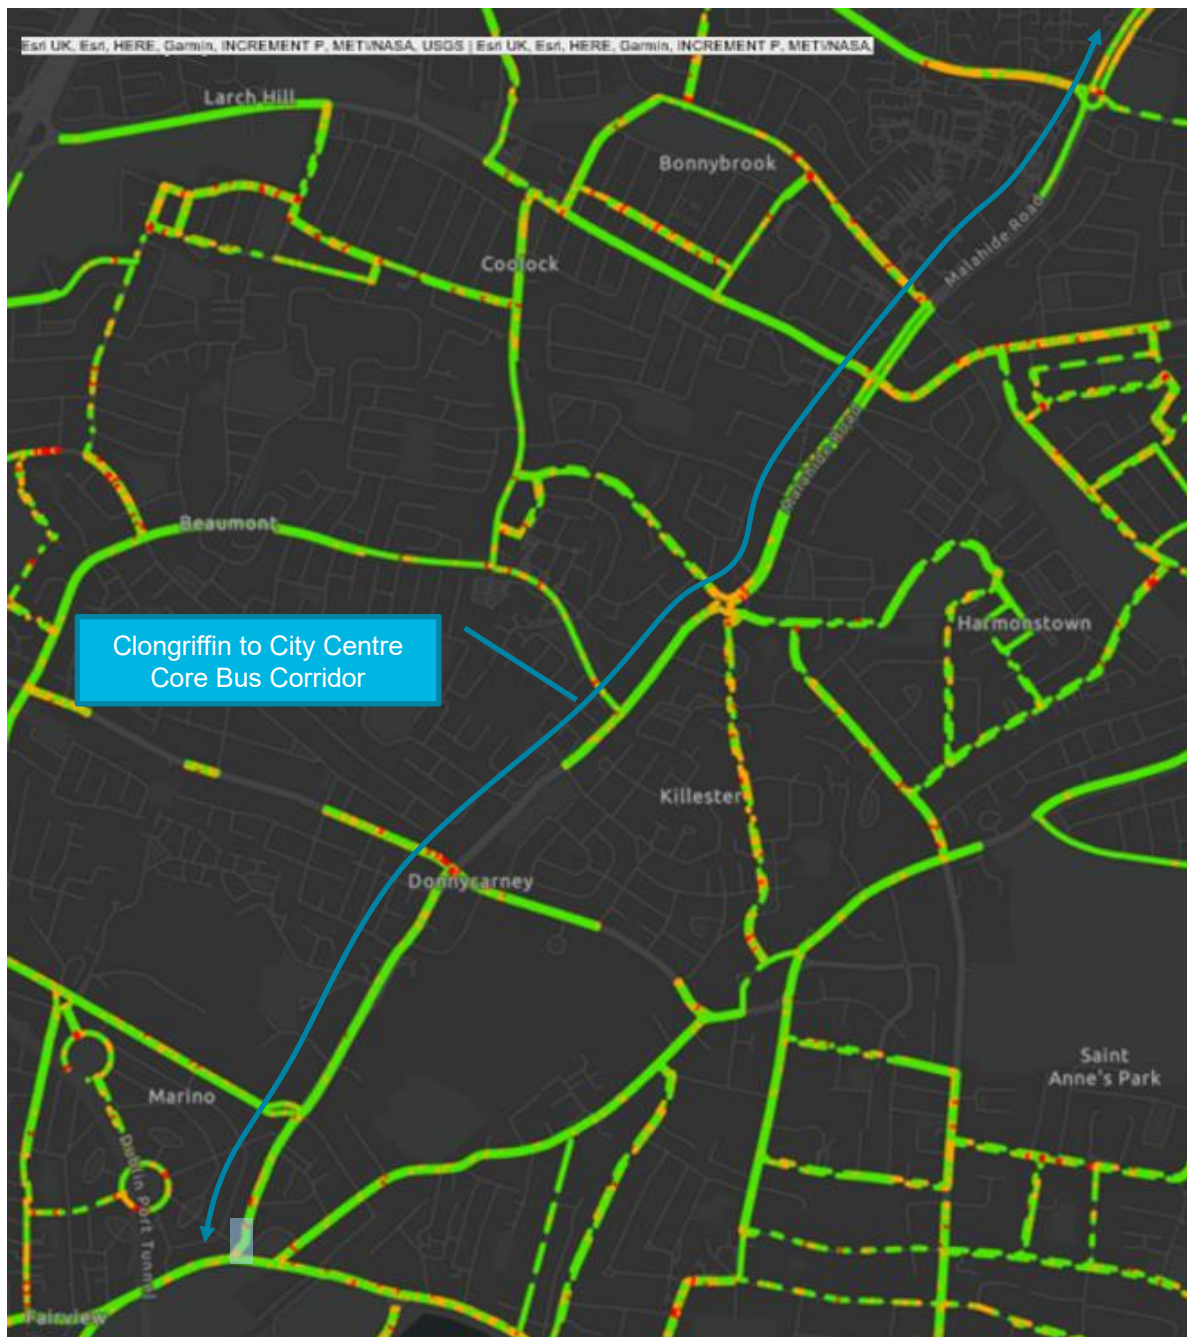 Esri UK, Esri, HERE, Garmin, INCREMENT P, METI/NASA, USGS | Esri UK, Esri, HERE, Garmin, INCREMENT P, METI/NASA,
Larch Hill
Bonnybrook
Malahide Road
Coolock
Malahide Road
Beaumont
Clongriffin to City Centre
Core Bus Corridor
Harmonstown
Killester
Donnycarney
Saint
Anne's Park
Marino
Dublin Port Tunnel
Fairview